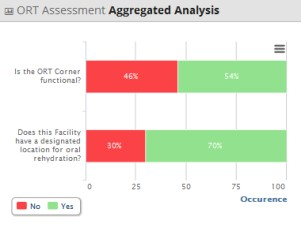 ORT Assessment Aggregated Analysis
Is the ORT Corner
functional?
46%
54%
Does this Facility
have a designated
location for oral
rehydration?
30%
70%
0 25 50 75 100
No Yes
Occurence